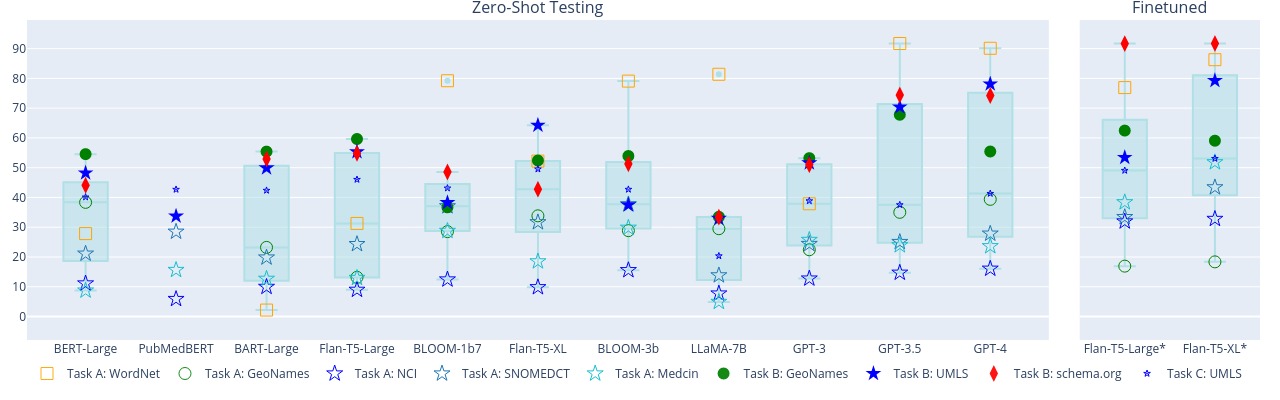 Zero-Shot Testing
Finetuned
90
80
70
60
50
40
30
20
10
0
BERT-Large PubMedBERT BART-Large Flan-T5-Large BLOOM-1b7 Flan-T5-XL BLOOM-3b LLaMA-7B GPT-3 GPT-3.5 GPT-4 Flan-T5-Large* Flan-T5-XL*
Task A: WordNet Task A: GeoNames Task A: NCI Task A: SNOMEDCT Task A: Medcin Task B: GeoNames Task B: UMLS Task B: schema.org Task C: UMLS